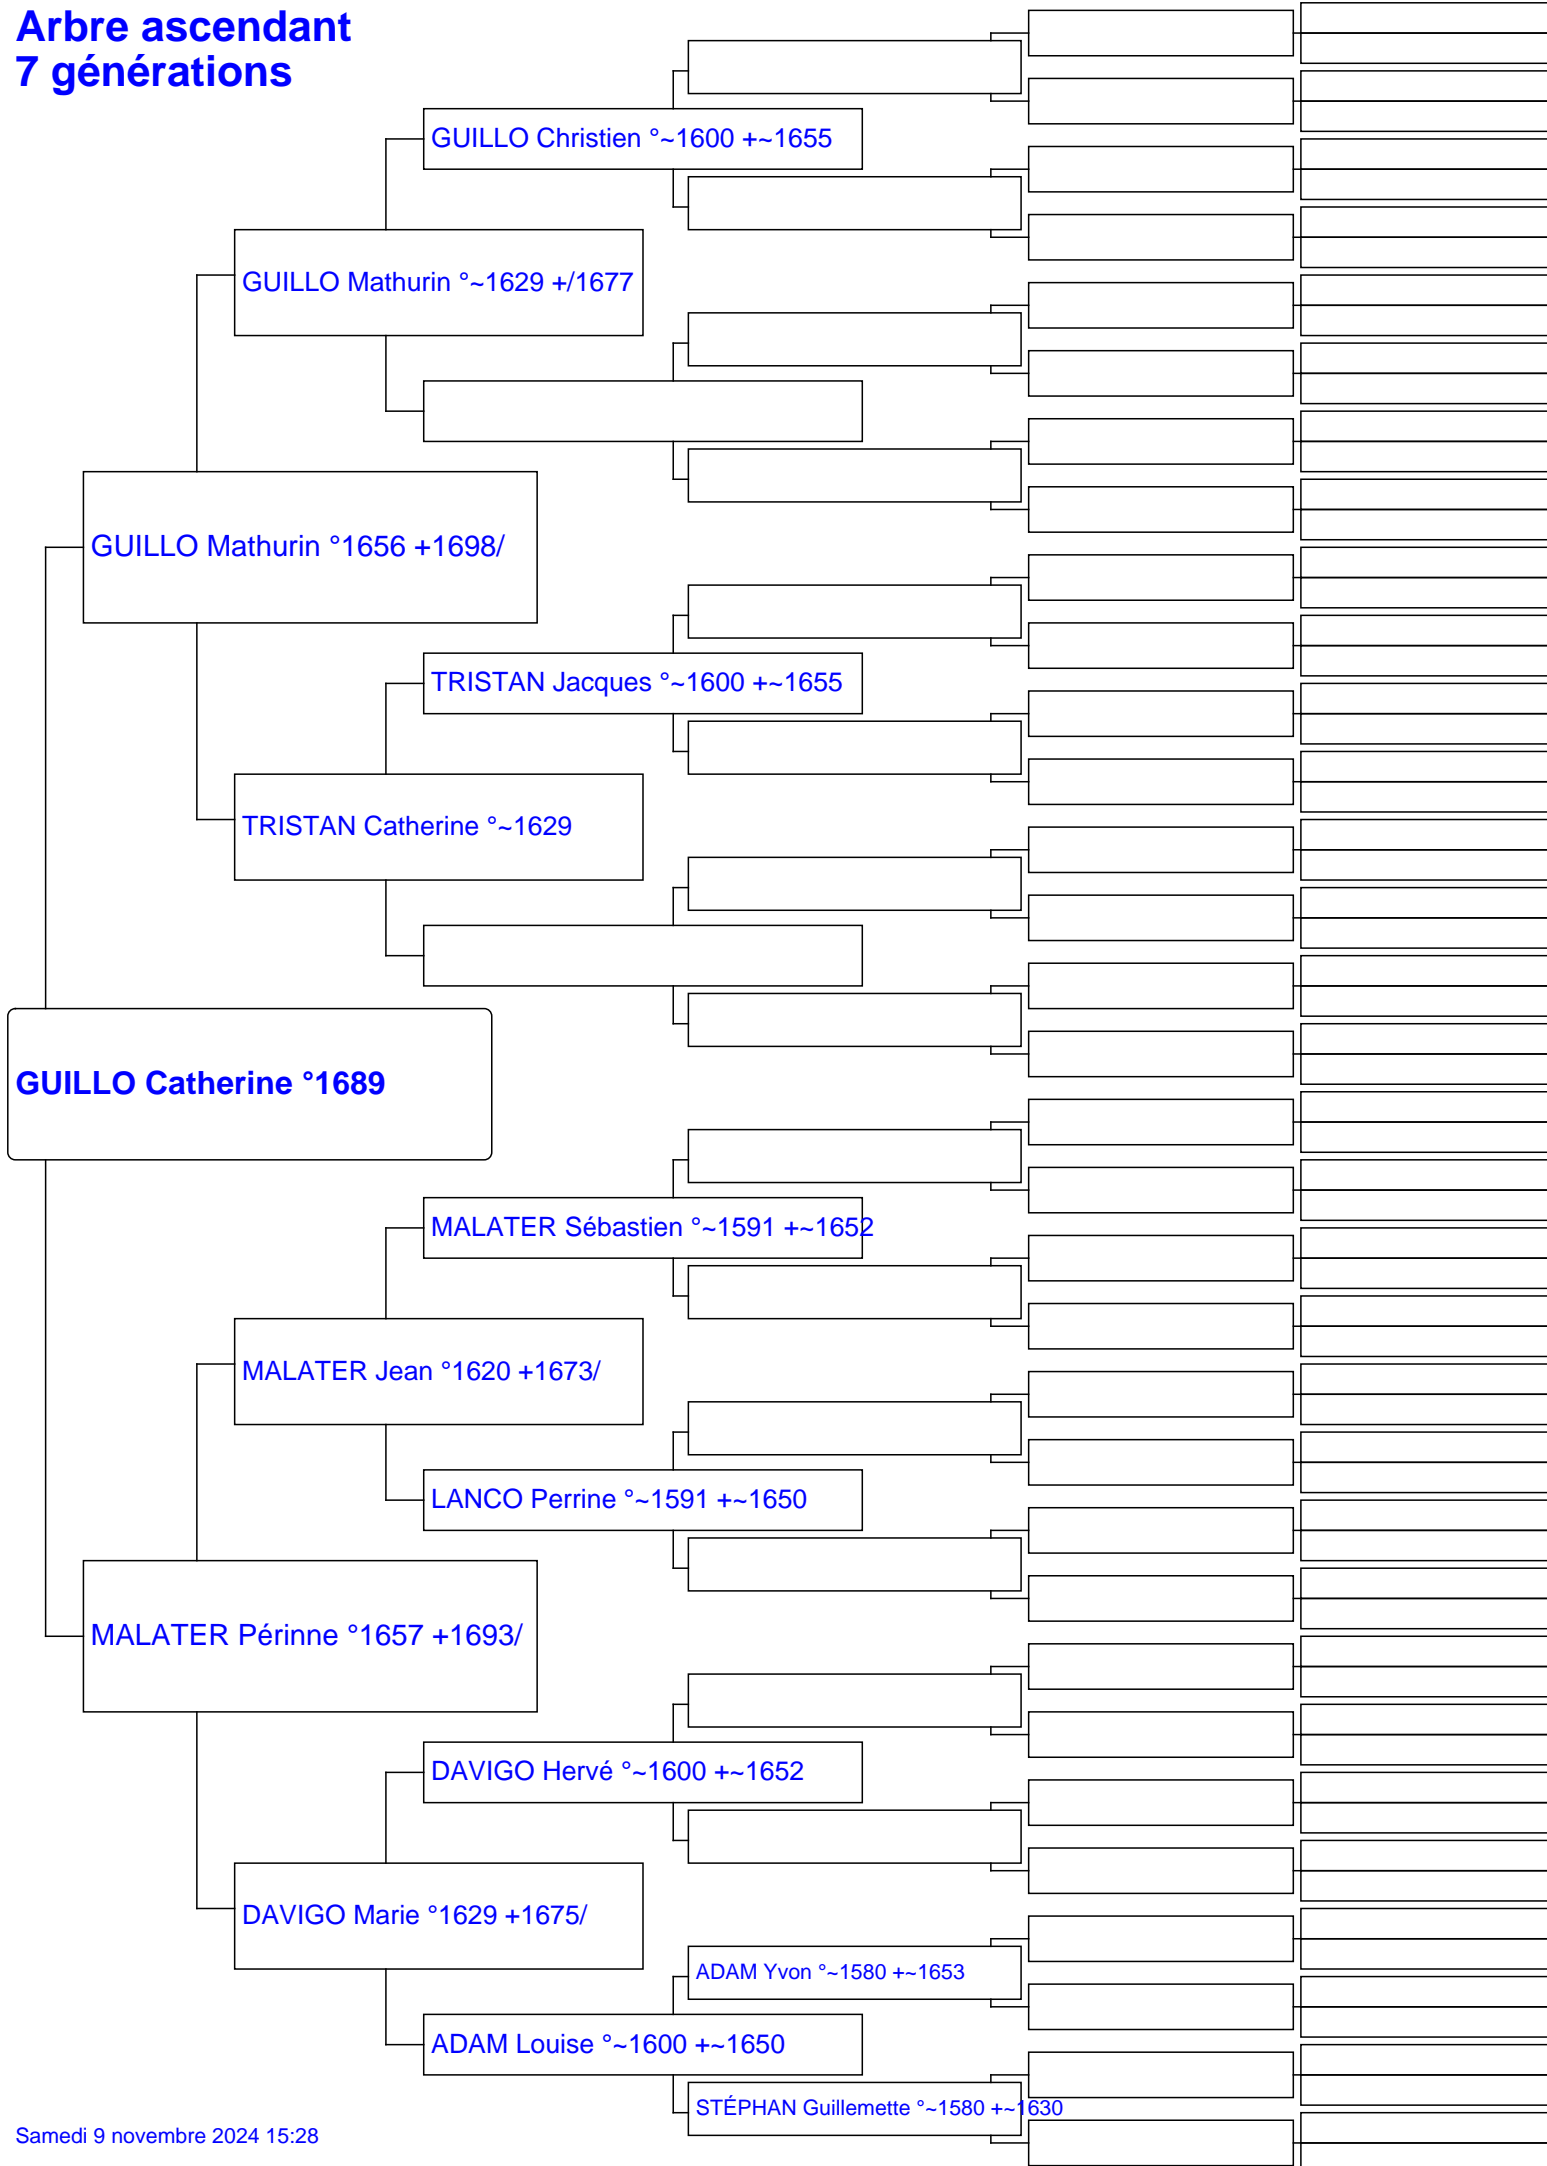 Arbre ascendant
7 générations
GUILLO Christien °~1600 +~1655
GUILLO Mathurin °~1629 +/1677
GUILLO Mathurin °1656 +1698/
TRISTAN Jacques °~1600 +~1655
TRISTAN Catherine °~1629
GUILLO Catherine °1689
MALATER Sébastien °~1591 +~1652
MALATER Jean °1620 +1673/
LANCO Perrine °~1591 +~1650
MALATER Périnne °1657 +1693/
DAVIGO Hervé °~1600 +~1652
DAVIGO Marie °1629 +1675/
ADAM Yvon °~1580 +~1653
ADAM Louise °~1600 +~1650
STÉPHAN Guillemette °~1580 +~1630
Samedi 9 novembre 2024 15:28